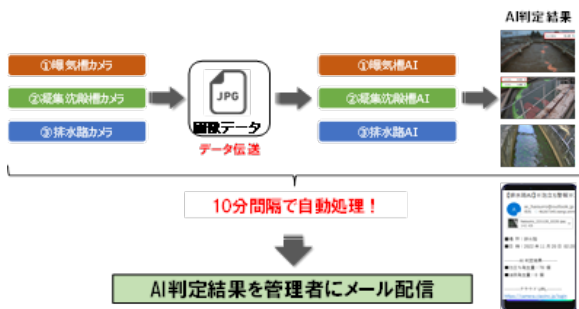 AI判定結果
①曝気槽カメラ
②凝集沈殿槽カメラ
③排水路カメラ
JPG
画像データ
データ伝送
①曝気槽AI
②凝集沈殿槽AI
③排水路AI
10分間隔で自動処理！
AI判定結果を管理者にメール配信